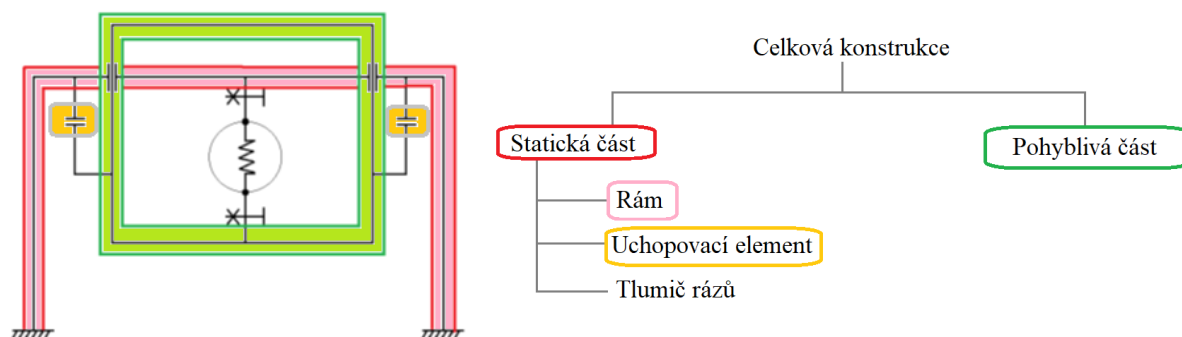 Celková konstrukce
Statická část
Pohyblivá část
Rám
Uchopovací element
Tlumič rázů